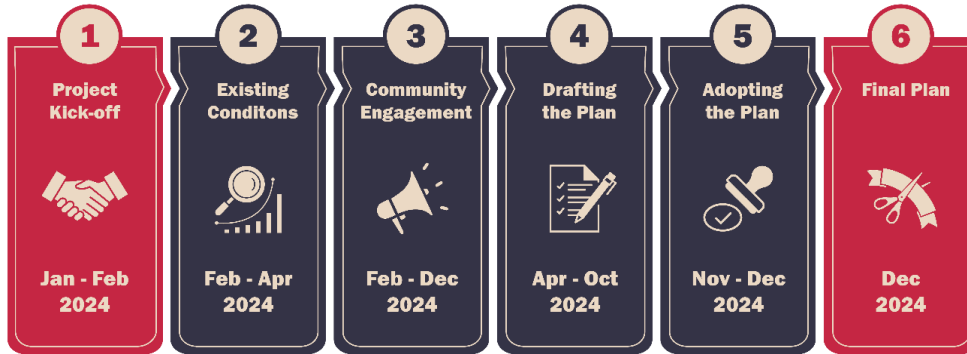 1
Project
Kick-off
Jan - Feb
2024
2
Existing
Conditons
Feb - Apr
2024
3
Community
Engagement
Feb - Dec
2024
4
Drafting
the Plan
Apr - Oct
2024
5
Adopting
the Plan
Nov - Dec
2024
6
Final Plan
Dec
2024